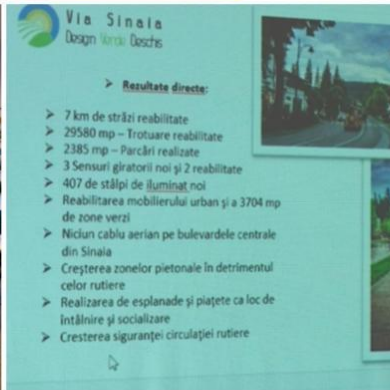 Via Sinaia
Design Verde Deschis
➤ Rezultate directe:
➤ 7 km de străzi reabilitate
➤ 29580 mp – Trotuare reabilitate
➤ 2385 mp – Parcări realizate
➤ 3 Sensuri giratorii noi și 2 reabilitate
➤ 407 de stâlpi de iluminat noi
➤ Reabilitarea mobilierului urban și a 3704 mp
de zone verzi
➤ Niciun cablu aerian pe bulevardele centrale
din Sinaia
➤ Creșterea zonelor pietonale în detrimentul
celor rutiere
➤ Realizarea de esplanade și piațete ca loc de
întâlnire și socializare
➤ Cresterea siguranței circulației rutiere